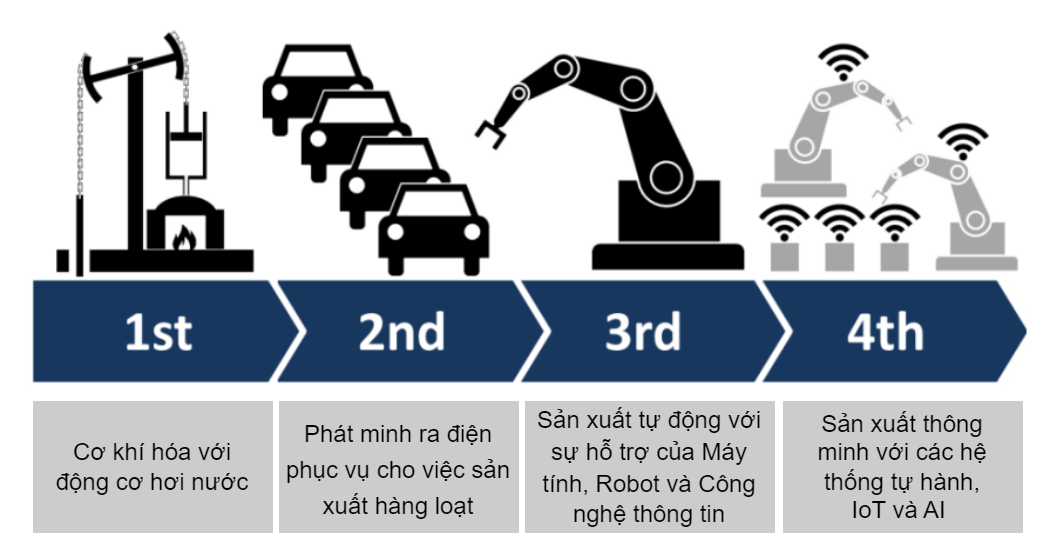 1st
2nd
3rd
4th
Cơ khí hóa với
động cơ hơi nước
Phát minh ra điện
phục vụ cho việc sản
xuất hàng loạt
Sản xuất tự động với
sự hỗ trợ của Máy
tính, Robot và Công
nghệ thông tin
Sản xuất thông
minh với các hệ
thống tự hành,
IoT và AI